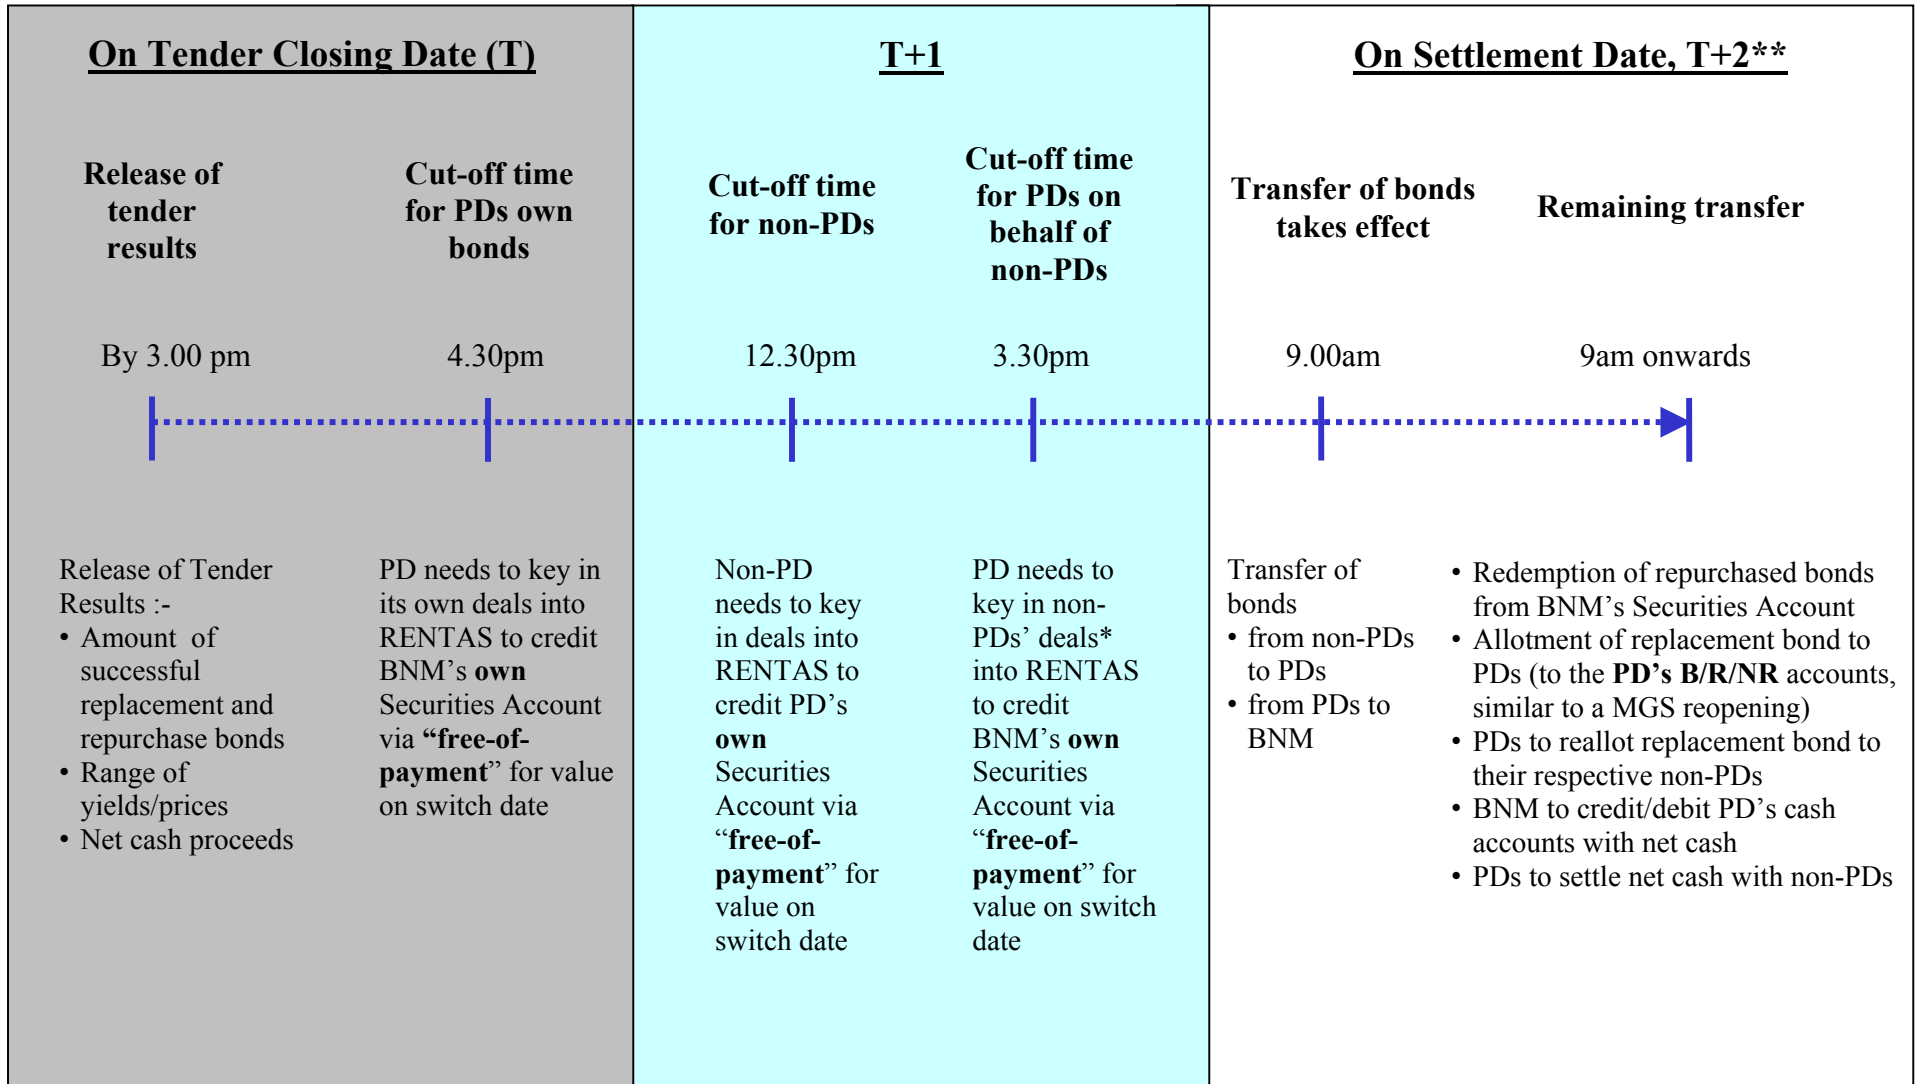 On Tender Closing Date (T)
Release of
tender
results
Cut-off time
for PDs own
bonds
By 3.00 pm
4.30pm
Release of Tender
Results :-
• Amount of
successful
replacement and
repurchase bonds
• Range of
yields/prices
• Net cash proceeds
PD needs to key in
its own deals into
RENTAS to credit
BNM’s own
Securities Account
via “free-of-
payment” for value
on switch date
T+1
Cut-off time
for non-PDs
Cut-off time
for PDs on
behalf of
non-PDs
12.30pm
3.30pm
Non-PD
needs to key
in deals into
RENTAS to
credit PD’s
own
Securities
Account via
“free-of-
payment” for
value on
switch date
PD needs to
key in non-
PDs’ deals*
into RENTAS
to credit
BNM’s own
Securities
Account via
“free-of-
payment” for
value on switch
date
On Settlement Date, T+2**
Transfer of bonds
takes effect
Remaining transfer
9.00am
9am onwards
Transfer of
bonds
• from non-PDs
to PDs
• from PDs to
BNM
• Redemption of repurchased bonds
from BNM’s Securities Account
• Allotment of replacement bond to
PDs (to the PD’s B/R/NR accounts,
similar to a MGS reopening)
• PDs to reallot replacement bond to
their respective non-PDs
• BNM to credit/debit PD’s cash
accounts with net cash
• PDs to settle net cash with non-PDs